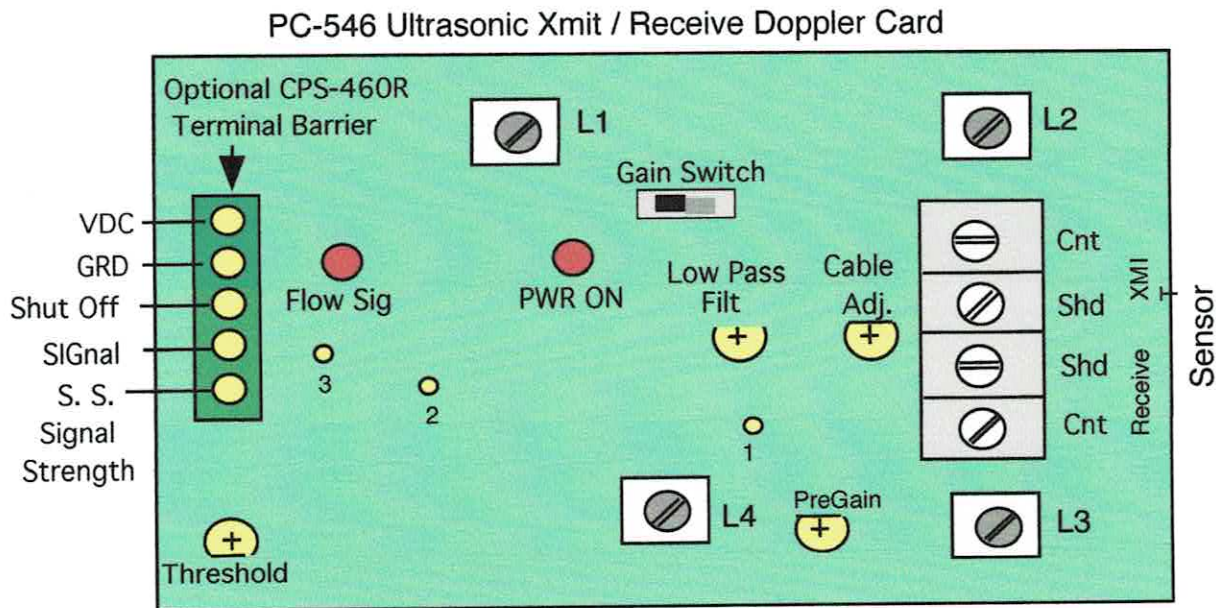 PC-546 Ultrasonic Xmit / Receive Doppler Card
Optional CPS-460R
Terminal Barrier
L1
L2
Gain Switch
VDC
GRD
Shut Off
SIGnal
S. S.
Signal
Strength
Flow Sig
PWR ON
Low Pass
Filt
Cable
Adj.
Cnt
Shd
Shd
Cnt
XMI
Receive
Sensor
3
2
1
L4
PreGain
L3
Threshold